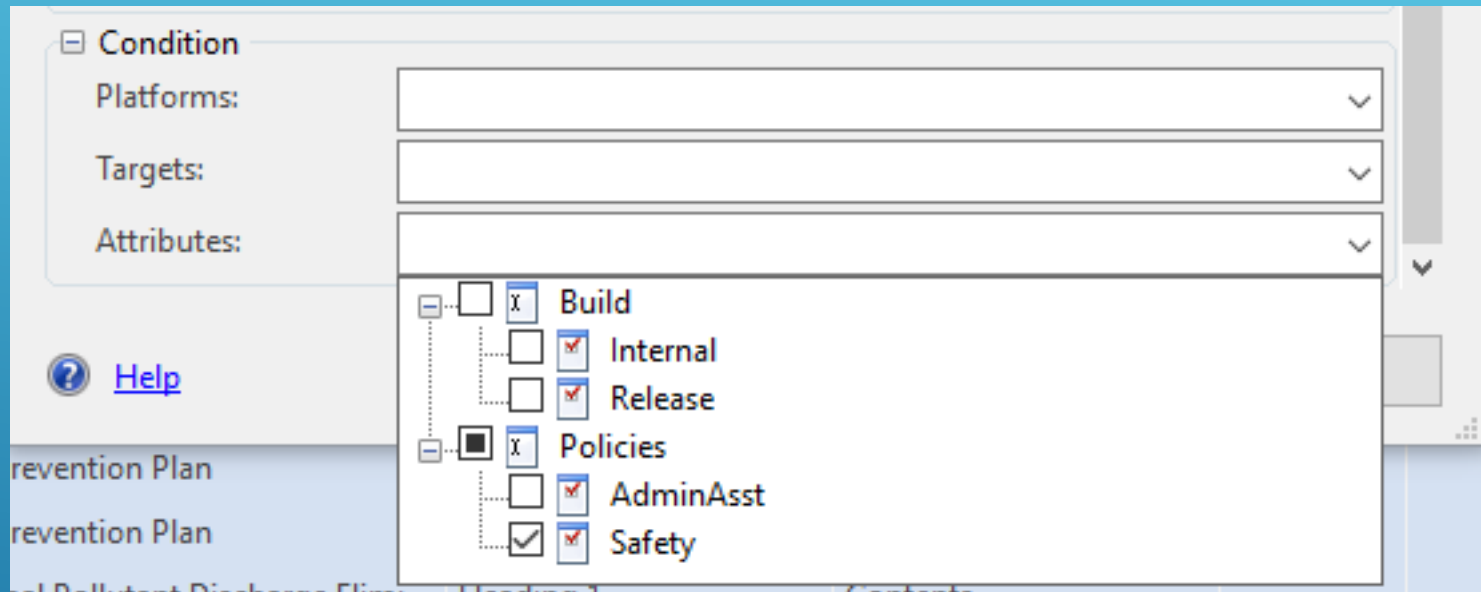 Condition
Platforms:
Targets:
Attributes:
Build
Internal
Release
Policies
AdminAsst
Safety
Help
revention Plan
revention Plan